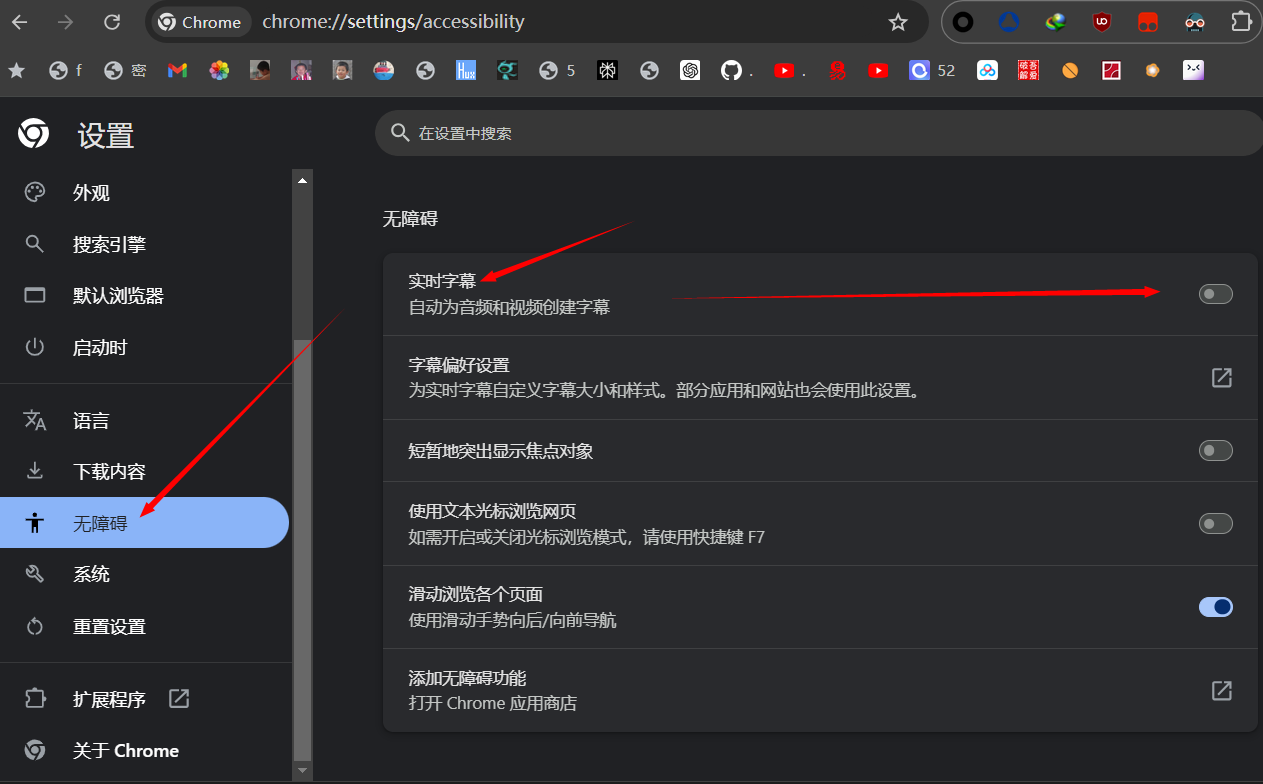 Chrome
chrome://settings/accessibility
f
密
5
.
.
52
设置
在设置中搜索
外观
搜索引擎
默认浏览器
启动时
语言
下载内容
无障碍
系统
重置设置
扩展程序
关于 Chrome
无障碍
实时字幕
自动为音频和视频创建字幕
字幕偏好设置
为实时字幕自定义字幕大小和样式。部分应用和网站也会使用此设置。
短暂地突出显示焦点对象
使用文本光标浏览网页
如需开启或关闭光标浏览模式，请使用快捷键 F7
滑动浏览各个页面
使用滑动手势向后/向前导航
添加无障碍功能
打开 Chrome 应用商店